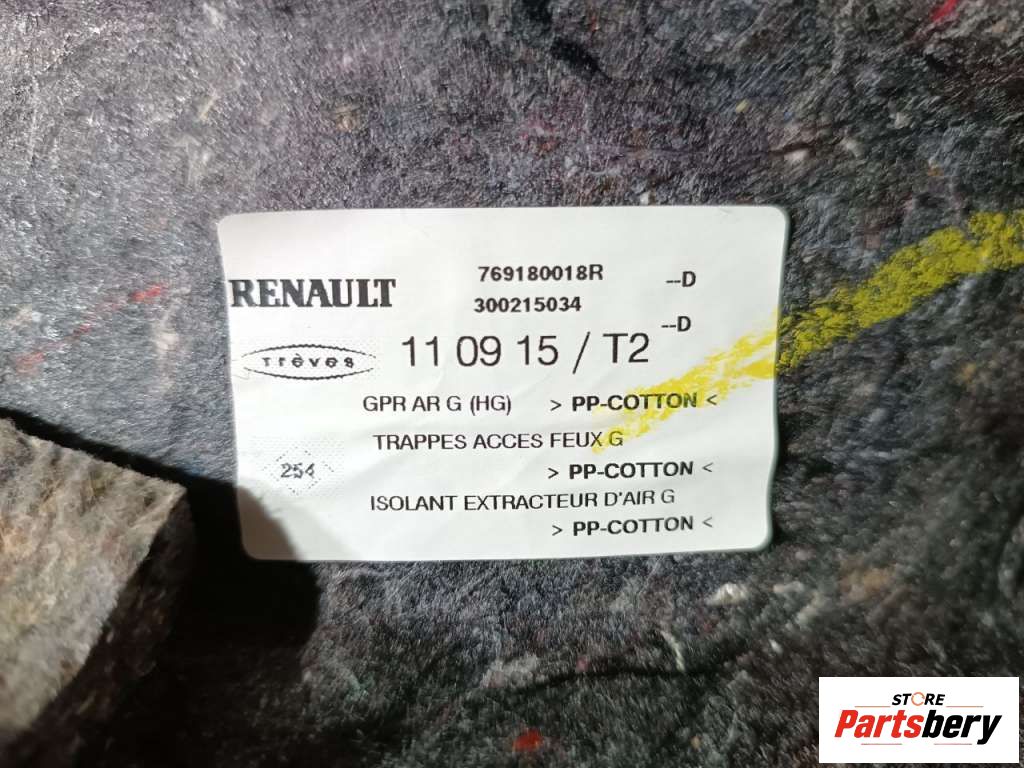 RENAULT
769180018R
--D
300215034
--D
Trèves
11 09 15 / T2
GPR AR G (HG) > PP-COTTON <
TRAPPES ACCES FEUX G
254
> PP-COTTON <
ISOLANT EXTRACTEUR D'AIR G
> PP-COTTON <
STORE
Partsbery